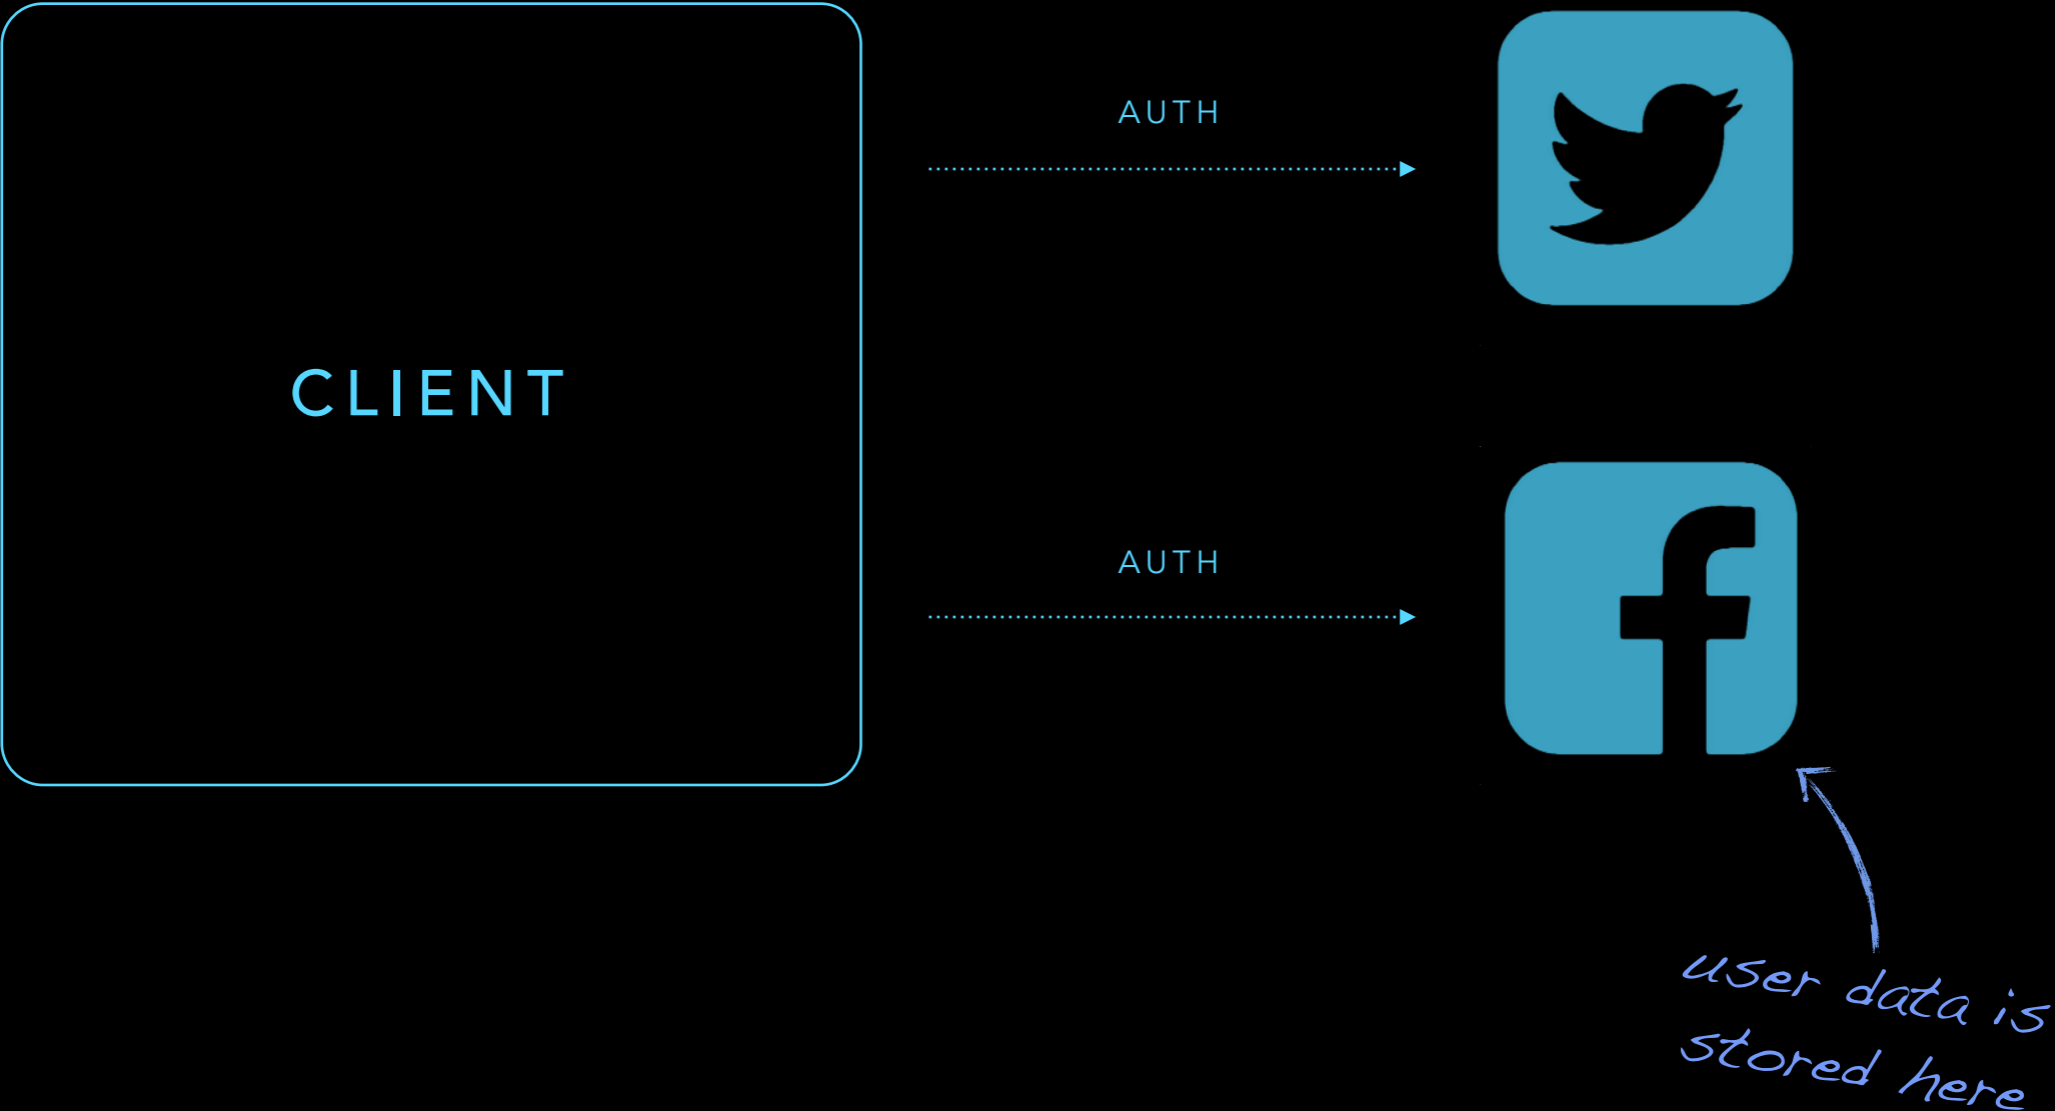 AUTH
CLIENT
AUTH
user data is
stored here